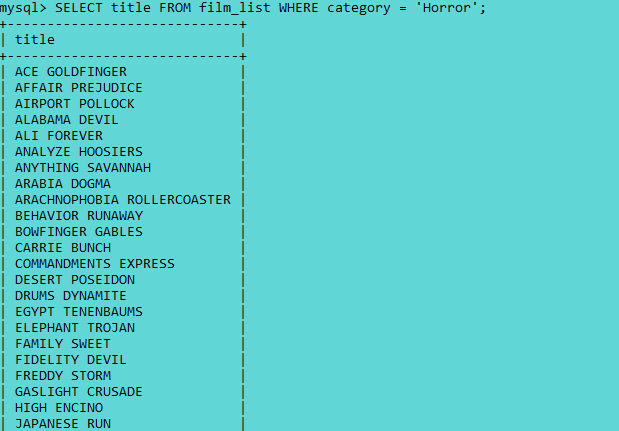 mysql> SELECT title FROM film_list WHERE category = 'Horror';
+-----------------------------+
| title                       |
+-----------------------------+
| ACE GOLDFINGER              |
| AFFAIR PREJUDICE            |
| AIRPORT POLLOCK             |
| ALABAMA DEVIL               |
| ALI FOREVER                 |
| ANALYZE HOOSIERS            |
| ANYTHING SAVANNAH           |
| ARABIA DOGMA                |
| ARACHNOPHOBIA ROLLERCOASTER |
| BEHAVIOR RUNAWAY            |
| BOWFINGER GABLES            |
| CARRIE BUNCH                |
| COMMANDMENTS EXPRESS        |
| DESERT POSEIDON             |
| DRUMS DYNAMITE              |
| EGYPT TENENBAUMS            |
| ELEPHANT TROJAN             |
| FAMILY SWEET                |
| FIDELITY DEVIL              |
| FREDDY STORM                |
| GASLIGHT CRUSADE            |
| HIGH ENCINO                 |
| JAPANESE RUN                |